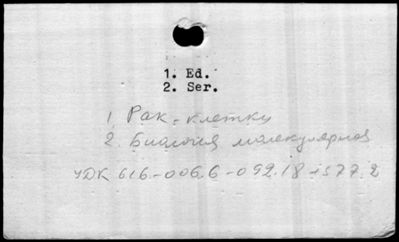 1. Ed.
2. Ser.
1. Рак-клетки
2. Биология молекулярная
УДК 616-006.6-092.18+577.2